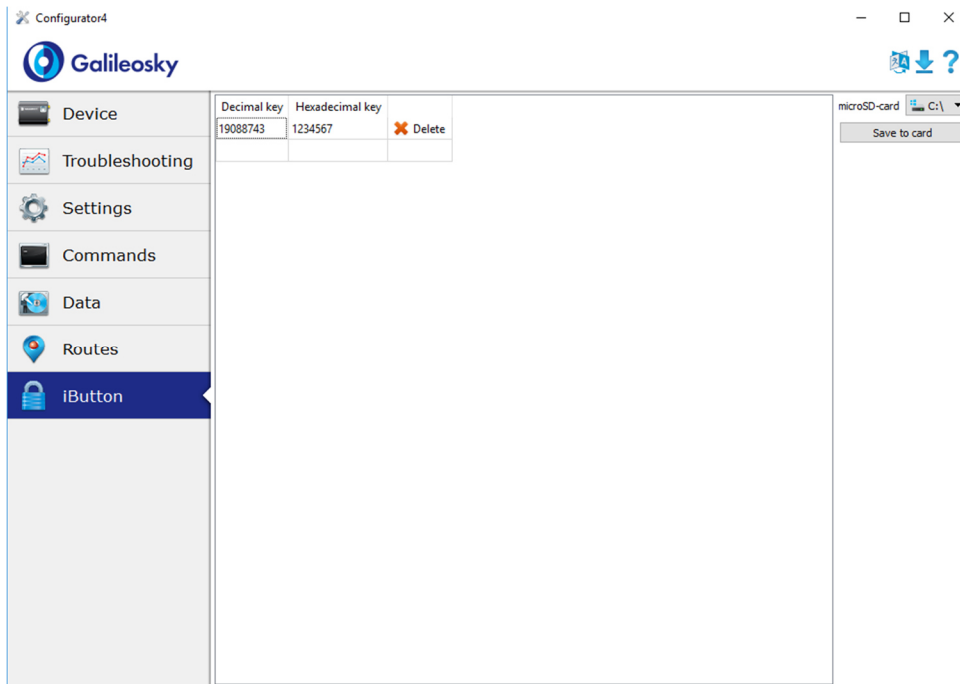 Configurator4
Galileosky
Device
Troubleshooting
Settings
Commands
Data
Routes
iButton
Decimal key Hexadecimal key
19088743 1234567 Delete
microSD-card C:\
Save to card